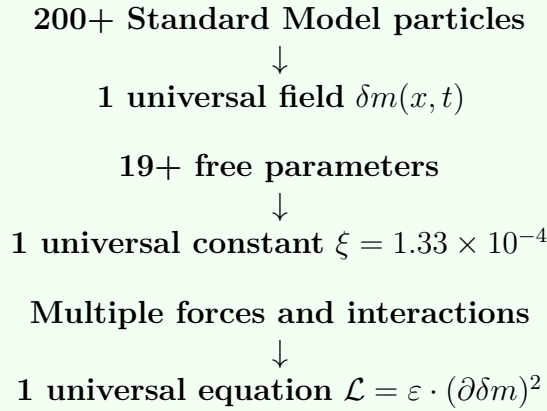 200+ Standard Model particles
↓
1 universal field δm(x, t)
19+ free parameters
↓
1 universal constant ξ = 1.33 × 10⁻⁴
Multiple forces and interactions
↓
1 universal equation ℒ = ε · (∂δm)²